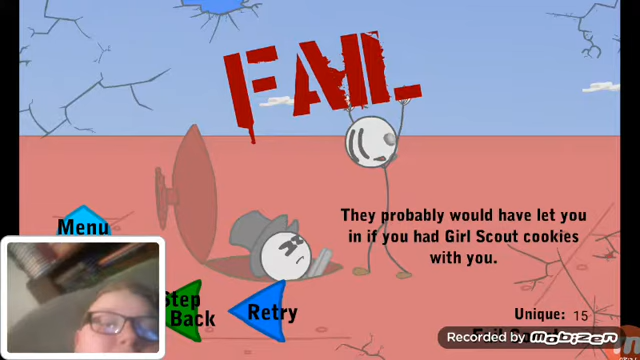 FAIL
They probably would have let you
in if you had Girl Scout cookies
with you.
Menu
Step
Back
Retry
Unique: 15
Recorded by mobizen